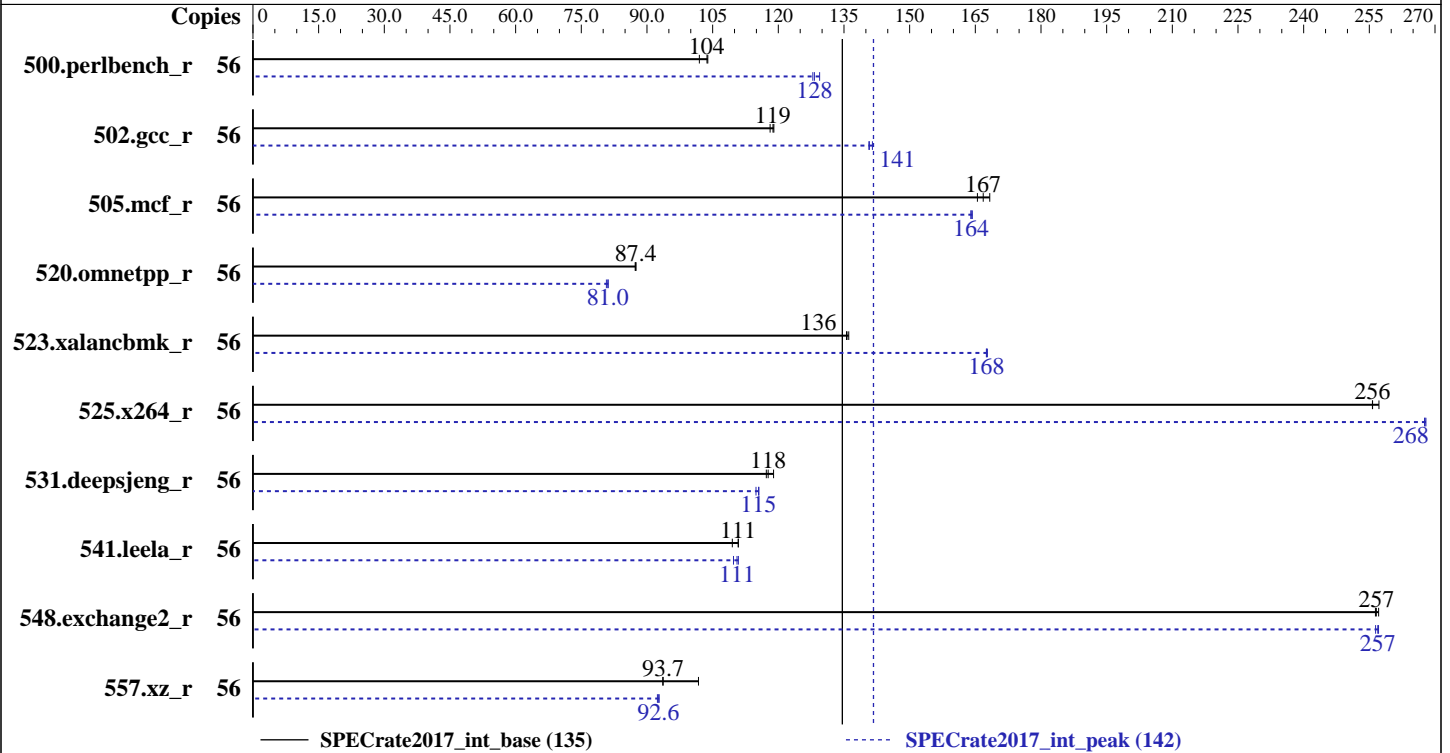 Copies 0 15.0 30.0 45.0 60.0 75.0 90.0 105 120 135 150 165 180 195 210 225 240 255 270
104
500.perlbench_r 56
128
119
502.gcc_r 56
141
167
505.mcf_r 56
164
87.4
520.omnetpp_r 56
81.0
136
523.xalancbmk_r 56
168
256
525.x264_r 56
268
118
531.deepsjeng_r 56
115
111
541.leela_r 56
111
257
548.exchange2_r 56
257
93.7
557.xz_r 56
92.6
SPECrate2017_int_base (135) SPECrate2017_int_peak (142)